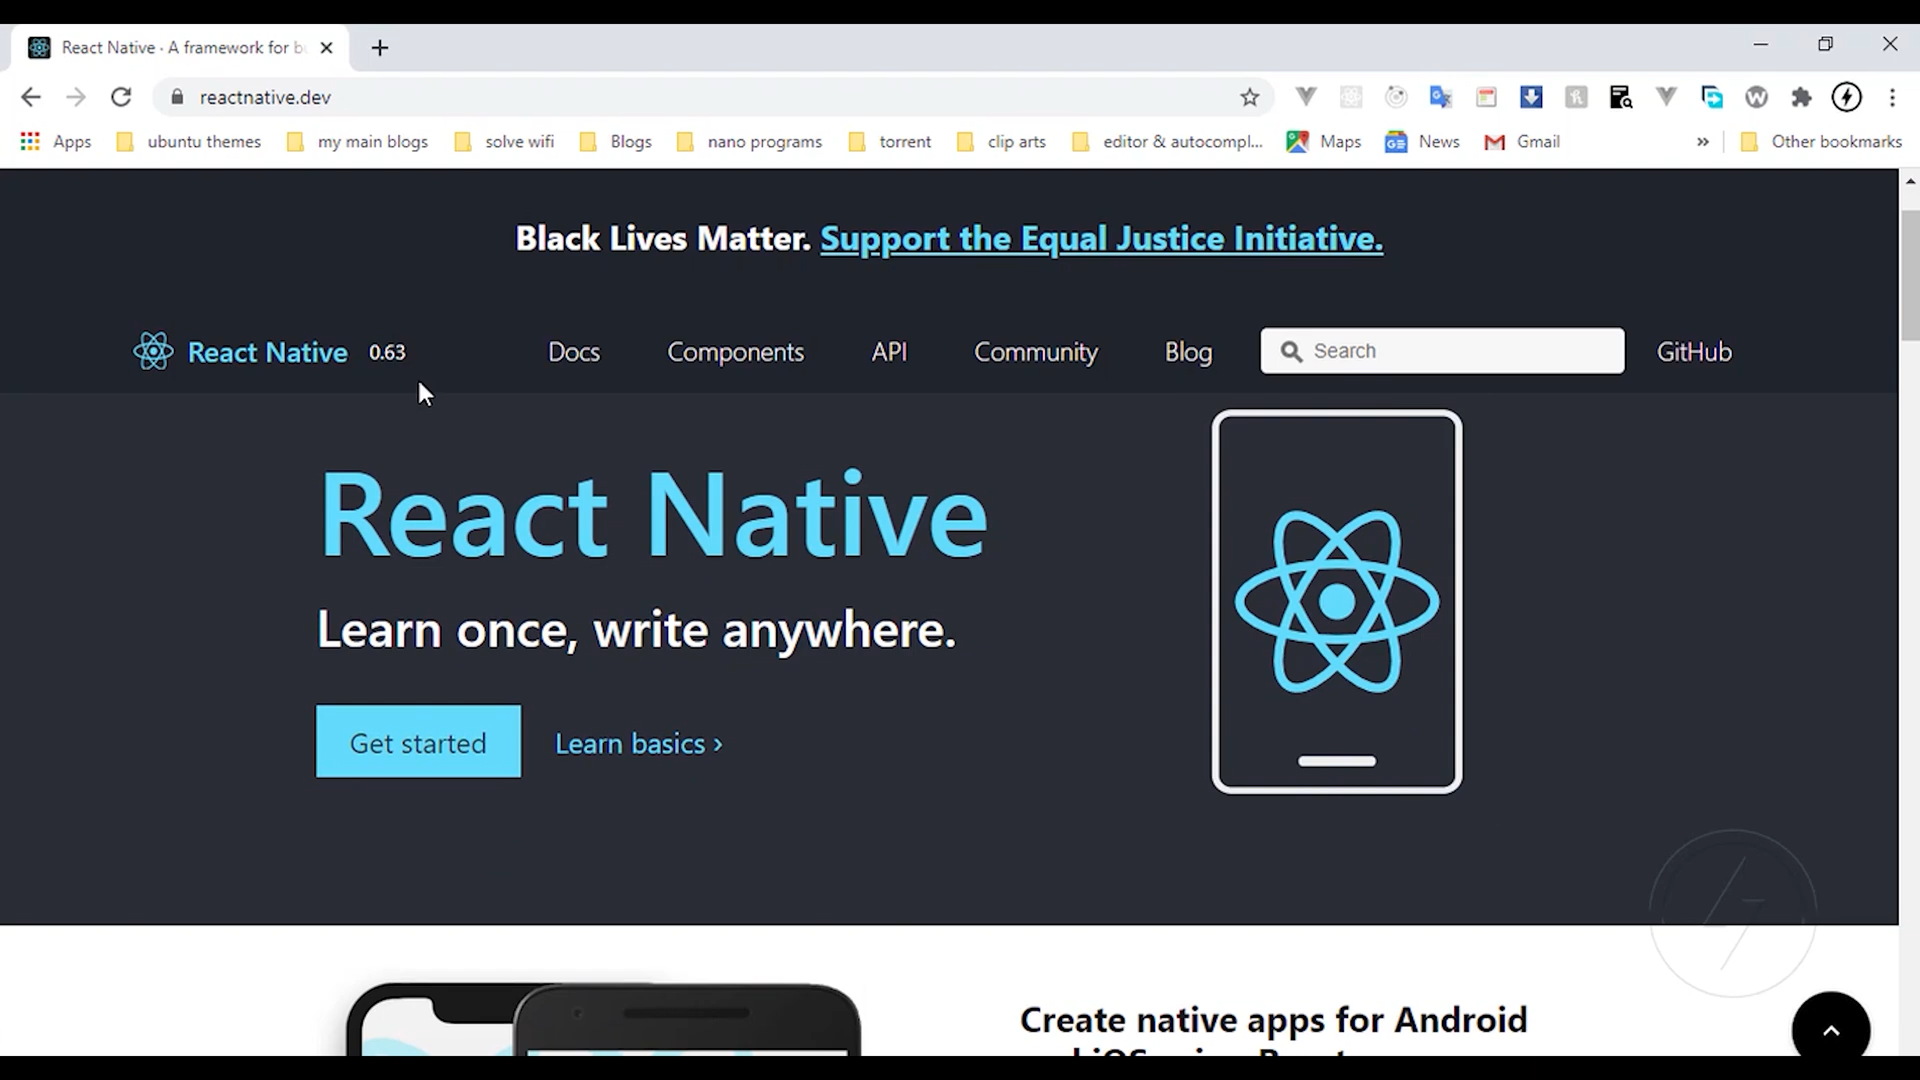 React Native · A framework for b
reactnative.dev
Apps
ubuntu themes
my main blogs
solve wifi
Blogs
nano programs
torrent
clip arts
editor & autocompl...
Maps
News
Gmail
»
Other bookmarks
Black Lives Matter. Support the Equal Justice Initiative.
React Native 0.63
Docs
Components
API
Community
Blog
Search
GitHub
React Native
Learn once, write anywhere.
Get started
Learn basics ›
Create native apps for Android